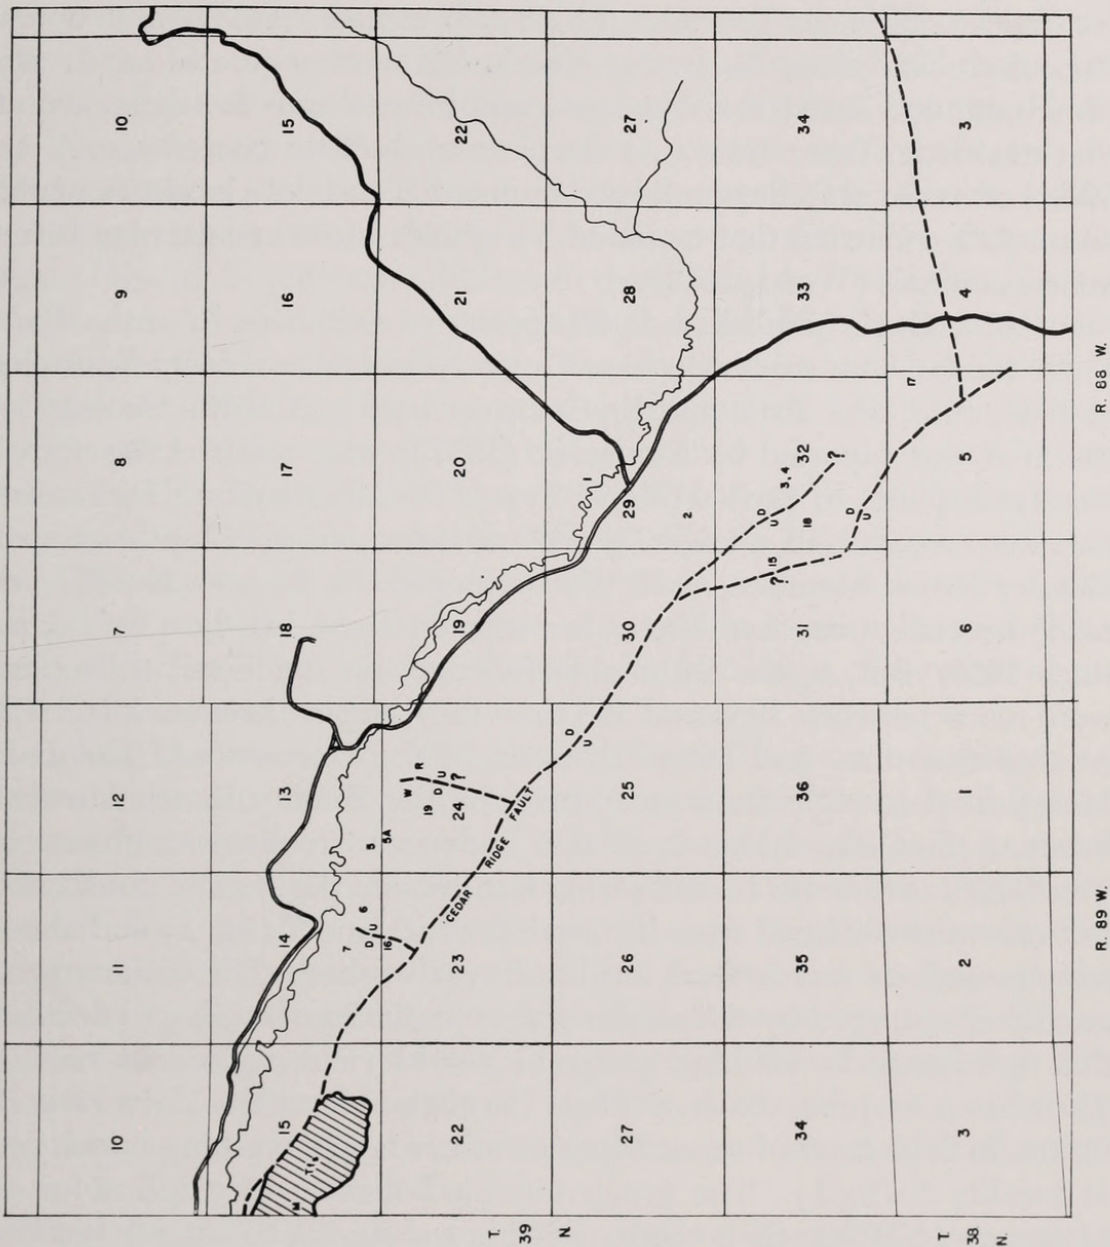 10 11 12 7 8 9 10
15 14 13 18 17 16 15
M
7 6 5
D U
16 5A
W R
19 D U
?
22 23 24 19 20 21 22
CEDAR RIDGE FAULT
T.
39
N.
1
27 26 25 30 29 28 27
D
U
2
? 15
D
U
3,4
34 35 36 31 18 32 33 34
?
D
U
17
3 2 1 6 5 4 3
T.
38
N.
R. 89 W. R. 88 W.